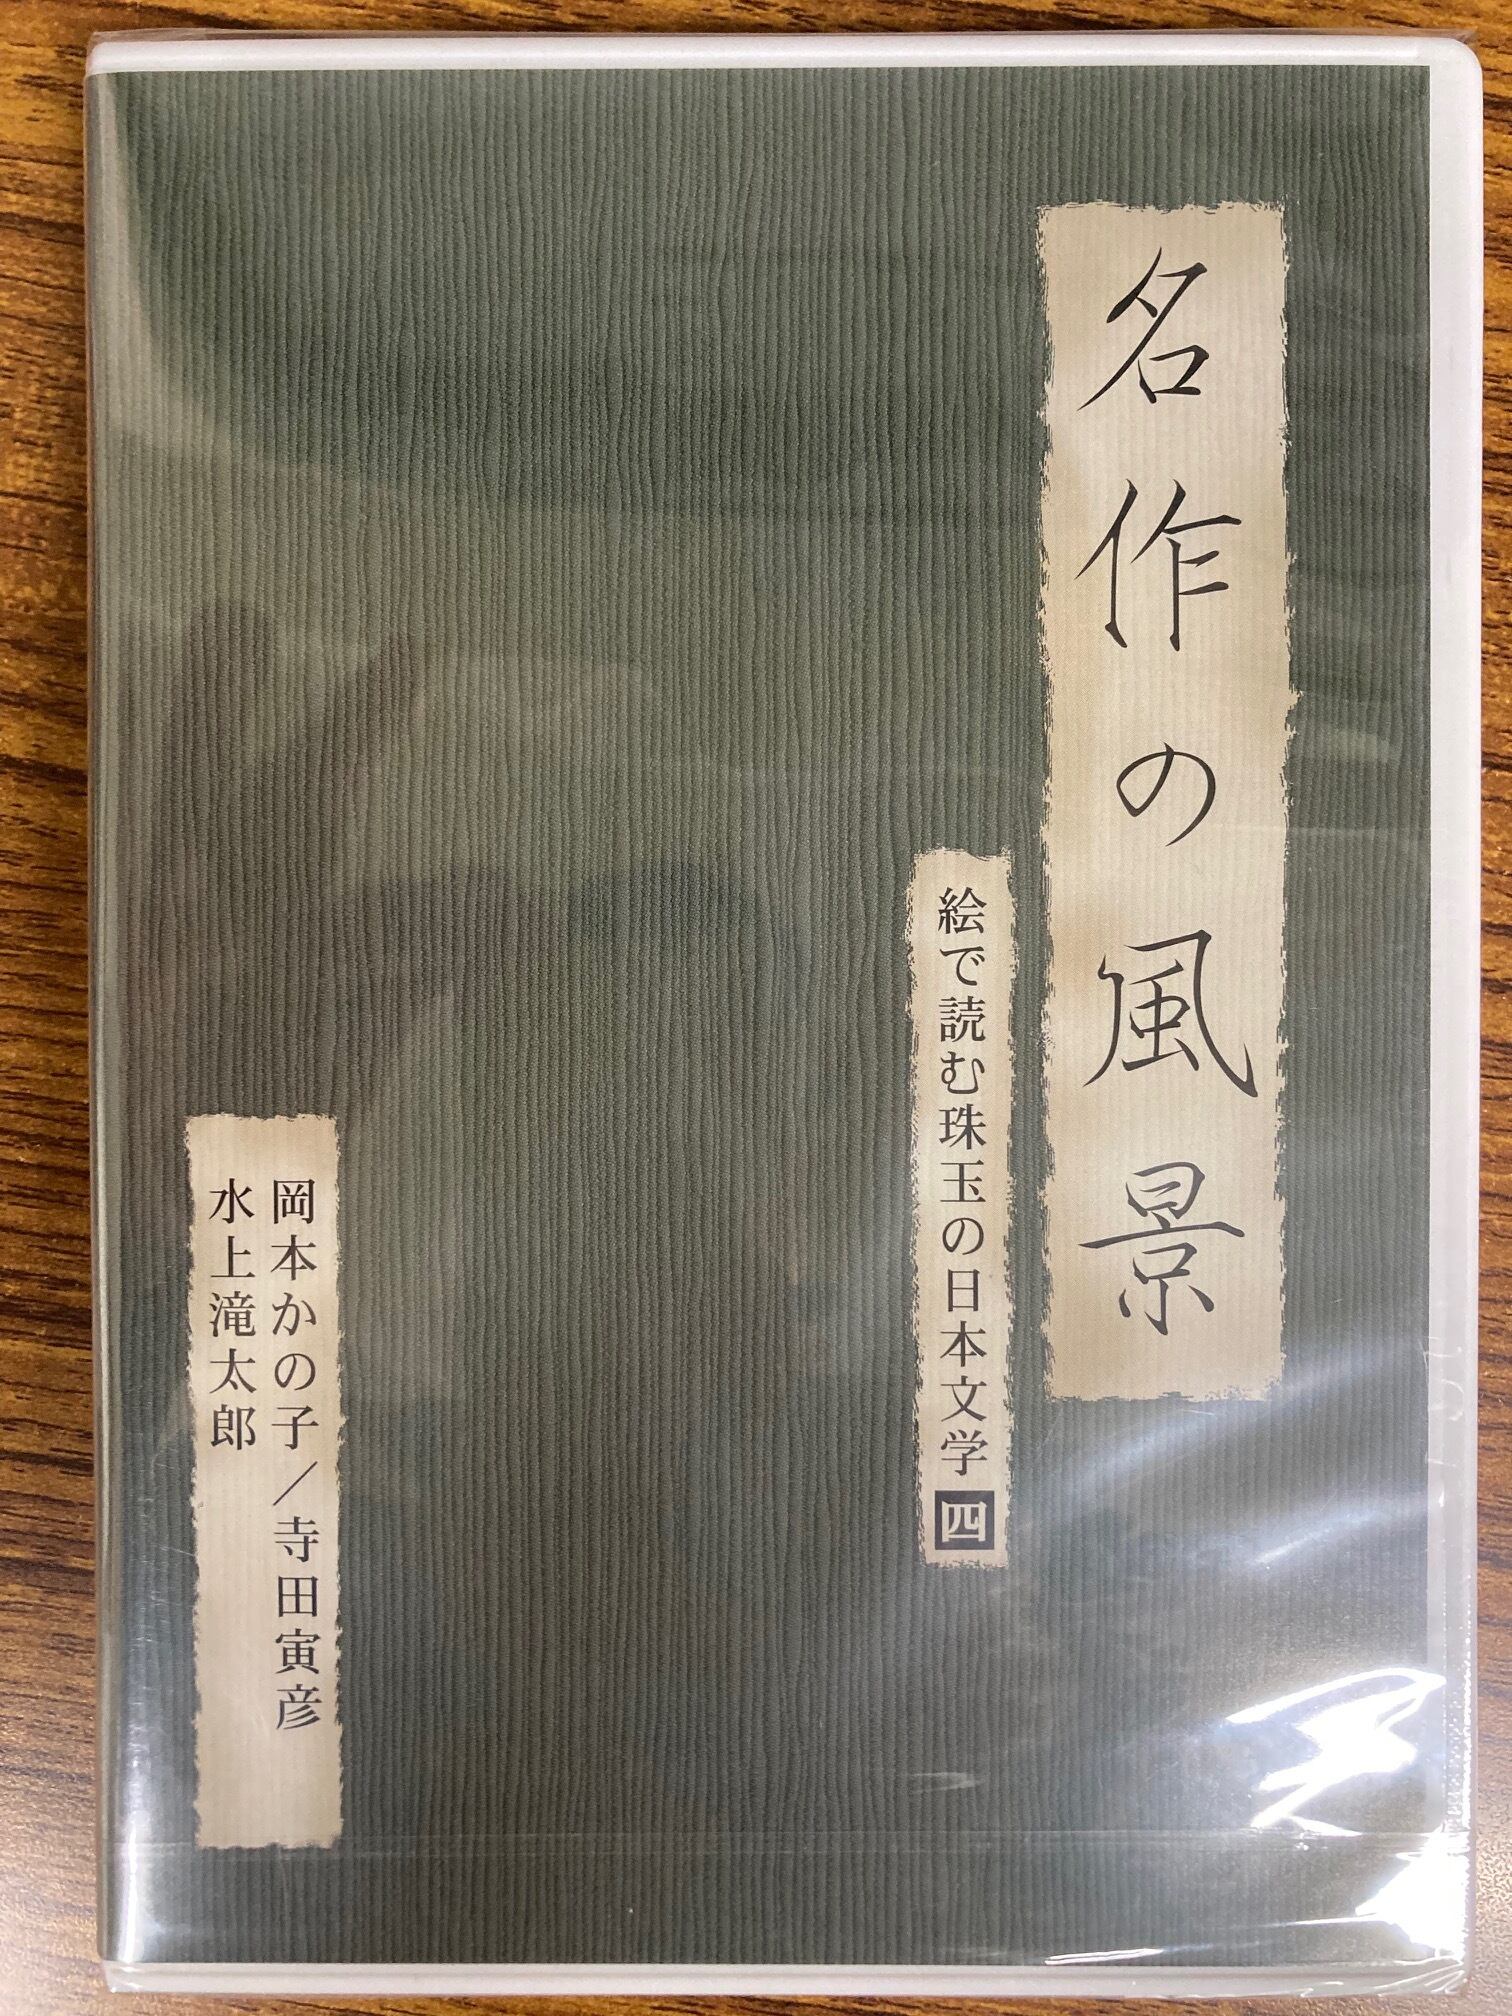 名作の風景
絵で読む珠玉の日本文学 四
岡本かの子／寺田寅彦
水上滝太郎